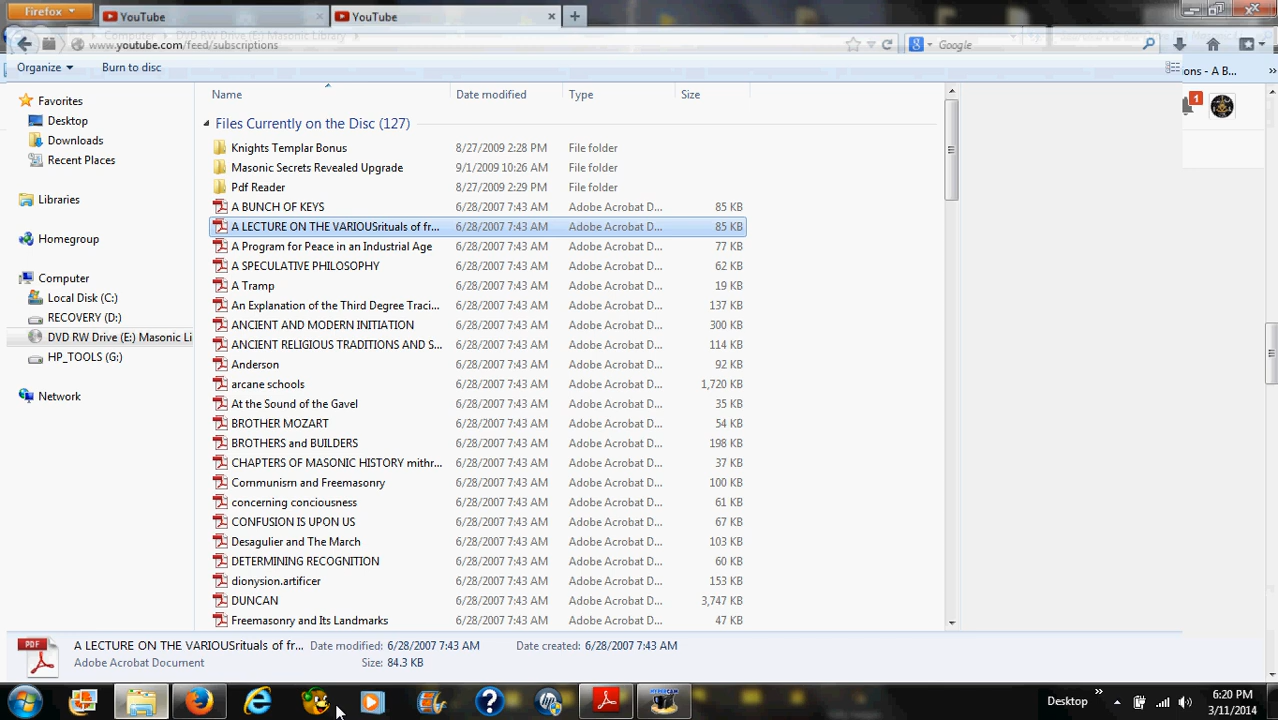 Firefox
YouTube
YouTube
Computer DVD RW Drive (E:) Masonic Library
www.youtube.com/feed/subscriptions
Google
Organize Burn to disc
ons - A B...
Name Date modified Type Size
1
Favorites
Desktop
Downloads
Recent Places
Libraries
Homegroup
Computer
Local Disk (C:)
RECOVERY (D:)
DVD RW Drive (E:) Masonic Li
HP_TOOLS (G:)
Network
Files Currently on the Disc (127)
Knights Templar Bonus 8/27/2009 2:28 PM File folder
Masonic Secrets Revealed Upgrade 9/1/2009 10:26 AM File folder
Pdf Reader 8/27/2009 2:29 PM File folder
A BUNCH OF KEYS 6/28/2007 7:43 AM Adobe Acrobat D... 85 KB
A LECTURE ON THE VARIOUSrituals of fr... 6/28/2007 7:43 AM Adobe Acrobat D... 85 KB
A Program for Peace in an Industrial Age 6/28/2007 7:43 AM Adobe Acrobat D... 77 KB
A SPECULATIVE PHILOSOPHY 6/28/2007 7:43 AM Adobe Acrobat D... 62 KB
A Tramp 6/28/2007 7:43 AM Adobe Acrobat D... 19 KB
An Explanation of the Third Degree Traci... 6/28/2007 7:43 AM Adobe Acrobat D... 137 KB
ANCIENT AND MODERN INITIATION 6/28/2007 7:43 AM Adobe Acrobat D... 300 KB
ANCIENT RELIGIOUS TRADITIONS AND S... 6/28/2007 7:43 AM Adobe Acrobat D... 114 KB
Anderson 6/28/2007 7:43 AM Adobe Acrobat D... 92 KB
arcane schools 6/28/2007 7:43 AM Adobe Acrobat D... 1,720 KB
At the Sound of the Gavel 6/28/2007 7:43 AM Adobe Acrobat D... 35 KB
BROTHER MOZART 6/28/2007 7:43 AM Adobe Acrobat D... 54 KB
BROTHERS and BUILDERS 6/28/2007 7:43 AM Adobe Acrobat D... 198 KB
CHAPTERS OF MASONIC HISTORY mithr... 6/28/2007 7:43 AM Adobe Acrobat D... 37 KB
Communism and Freemasonry 6/28/2007 7:43 AM Adobe Acrobat D... 100 KB
concerning conciousness 6/28/2007 7:43 AM Adobe Acrobat D... 61 KB
CONFUSION IS UPON US 6/28/2007 7:43 AM Adobe Acrobat D... 67 KB
Desagulier and The March 6/28/2007 7:43 AM Adobe Acrobat D... 103 KB
DETERMINING RECOGNITION 6/28/2007 7:43 AM Adobe Acrobat D... 60 KB
dionysion.artificer 6/28/2007 7:43 AM Adobe Acrobat D... 153 KB
DUNCAN 6/28/2007 7:43 AM Adobe Acrobat D... 3,747 KB
Freemasonry and Its Landmarks 6/28/2007 7:43 AM Adobe Acrobat D... 47 KB
PDF
A LECTURE ON THE VARIOUSrituals of fr... Date modified: 6/28/2007 7:43 AM Date created: 6/28/2007 7:43 AM
Adobe Acrobat Document Size: 84.3 KB
HYPERCAM
Desktop
6:20 PM
3/11/2014